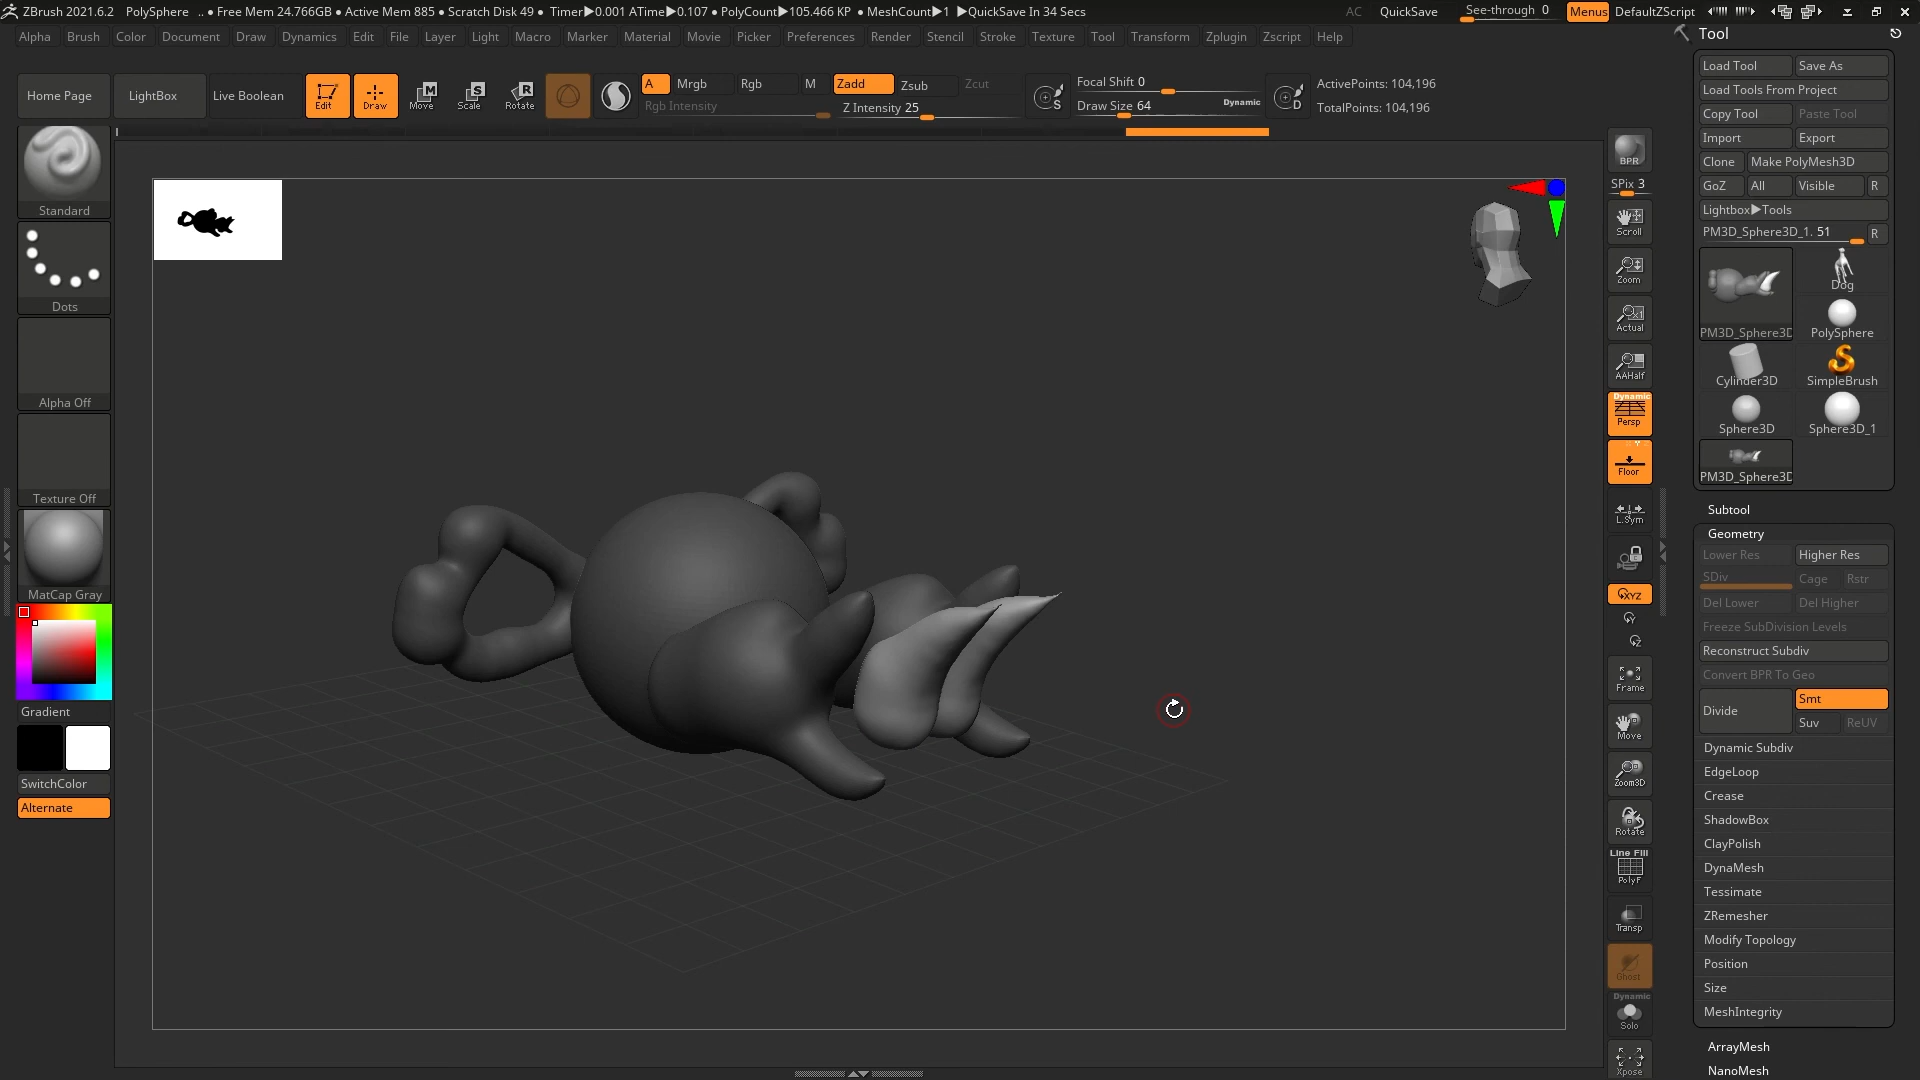 ZBrush 2021.6.2 PolySphere .. • Free Mem 24.766GB • Active Mem 885 • Scratch Disk 49 • Timer▶0.001 ATime▶0.107 • PolyCount▶105.466 KP • MeshCount▶1 ▶QuickSave In 34 Secs AC QuickSave See-through 0 Menus DefaultZScript
Alpha Brush Color Document Draw Dynamics Edit File Layer Light Macro Marker Material Movie Picker Preferences Render Stencil Stroke Texture Tool Transform Zplugin Zscript Help
Home Page LightBox Live Boolean Edit Draw Move Scale Rotate
M S R
A Mrgb Rgb M Zadd Zsub Zcut
Rgb Intensity Z Intensity 25
S Focal Shift 0
Draw Size 64 Dynamic
D ActivePoints: 104,196
TotalPoints: 104,196
Standard
Dots
Alpha Off
Texture Off
MatCap Gray
Gradient
SwitchColor
Alternate
BPR
SPix 3
Scroll
Zoom
Actual
AAHalf
Dynamic
Persp
Floor
L.Sym
XYZ
Y
Z
Frame
Move
Zoom3D
Rotate
Line Fill
PolyF
Transp
Ghost
Dynamic
Solo
Xpose
Tool
Load Tool Save As
Load Tools From Project
Copy Tool Paste Tool
Import Export
Clone Make PolyMesh3D
GoZ All Visible R
Lightbox▶Tools
PM3D_Sphere3D_1. 51 R
PM3D_Sphere3D Dog
PolySphere
Cylinder3D SimpleBrush
Sphere3D Sphere3D_1
PM3D_Sphere3D
Subtool
Geometry
Lower Res Higher Res
SDiv Cage Rstr
Del Lower Del Higher
Freeze SubDivision Levels
Reconstruct Subdiv
Convert BPR To Geo
Divide Smt
Suv ReUV
Dynamic Subdiv
EdgeLoop
Crease
ShadowBox
ClayPolish
DynaMesh
Tessimate
ZRemesher
Modify Topology
Position
Size
MeshIntegrity
ArrayMesh
NanoMesh